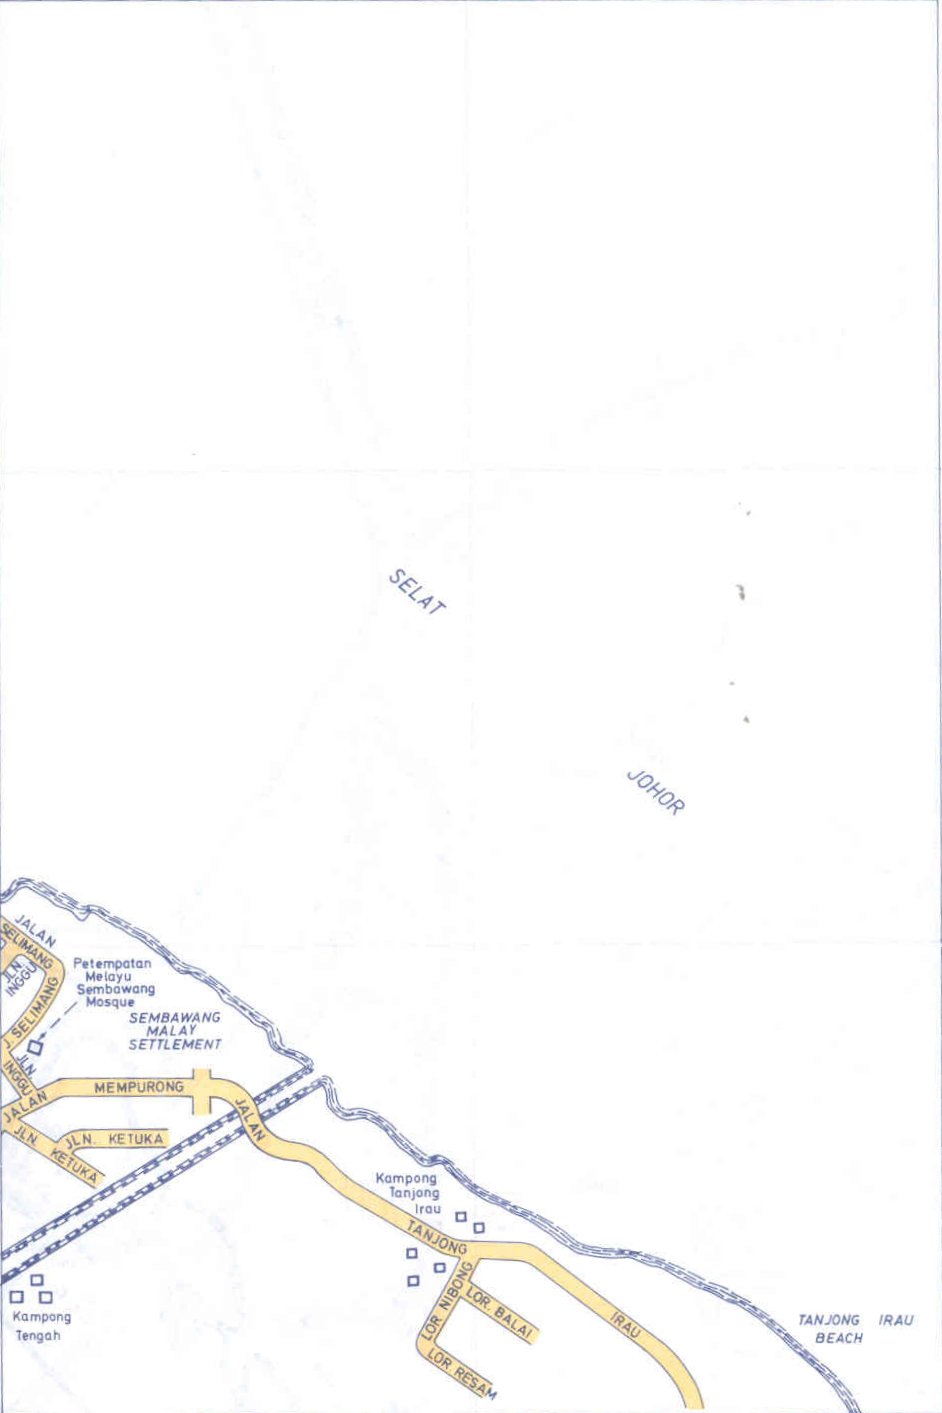 SELAT
JOHOR
JALAN
SELIMANG
JLN
INGGU
J. SELIMANG
Petempatan
Melayu
Sembawang
Mosque
SEMBAWANG
MALAY
SETTLEMENT
JLN
INGGU
JALAN
MEMPURONG
JLN.
KETUKA
JLN. KETUKA
JALAN
Kampong
Tanjong
Irau
TANJONG
LOR NIBONG
LOR. BALAI
LOR. RESAM
IRAU
Kampong
Tengah
TANJONG IRAU
BEACH